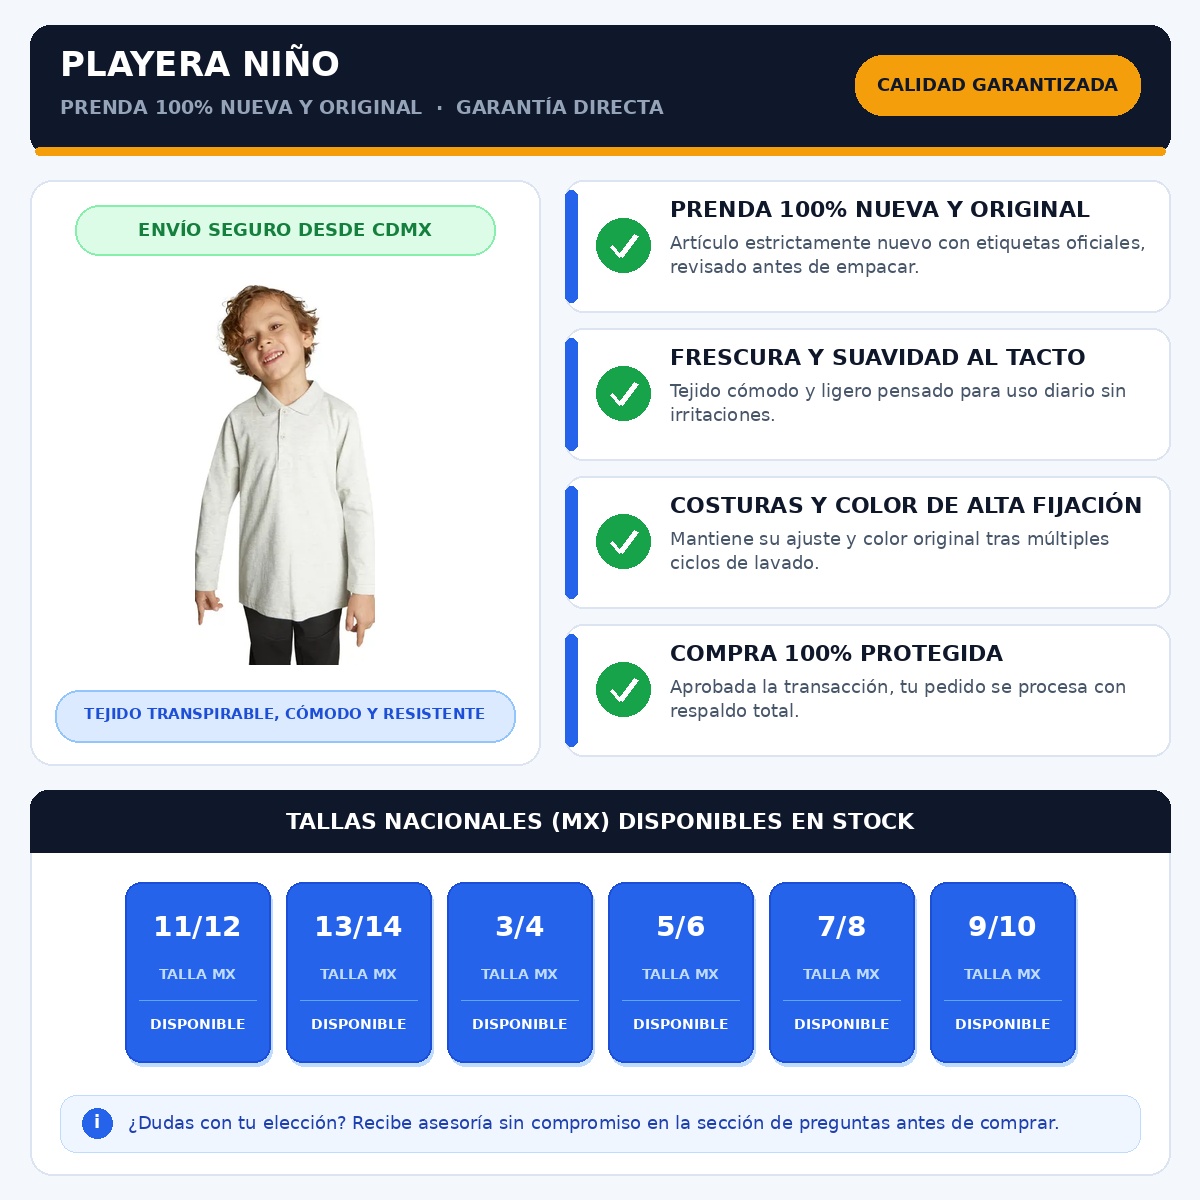 PLAYERA NIÑO
PRENDA 100% NUEVA Y ORIGINAL · GARANTÍA DIRECTA
CALIDAD GARANTIZADA
ENVÍO SEGURO DESDE CDMX
TEJIDO TRANSPIRABLE, CÓMODO Y RESISTENTE
PRENDA 100% NUEVA Y ORIGINAL
Artículo estrictamente nuevo con etiquetas oficiales,
revisado antes de empacar.
FRESCURA Y SUAVIDAD AL TACTO
Tejido cómodo y ligero pensado para uso diario sin
irritaciones.
COSTURAS Y COLOR DE ALTA FIJACIÓN
Mantiene su ajuste y color original tras múltiples
ciclos de lavado.
COMPRA 100% PROTEGIDA
Aprobada la transacción, tu pedido se procesa con
respaldo total.
TALLAS NACIONALES (MX) DISPONIBLES EN STOCK
11/12
TALLA MX
DISPONIBLE
13/14
TALLA MX
DISPONIBLE
3/4
TALLA MX
DISPONIBLE
5/6
TALLA MX
DISPONIBLE
7/8
TALLA MX
DISPONIBLE
9/10
TALLA MX
DISPONIBLE
i ¿Dudas con tu elección? Recibe asesoría sin compromiso en la sección de preguntas antes de comprar.